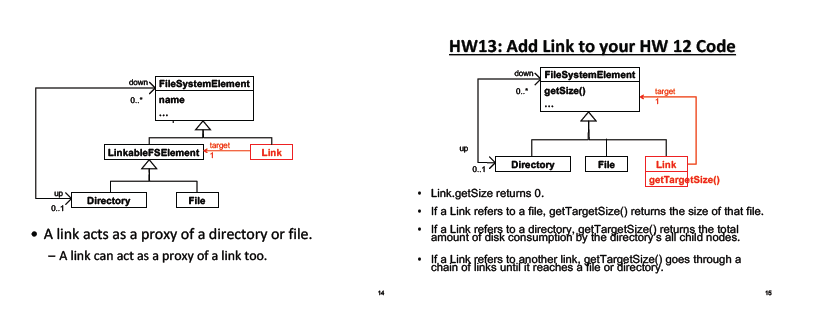 down
FileSystemElement
0..*
name
...
target
1
LinkableFSElement
Link
up
0..1
Directory
File
• A link acts as a proxy of a directory or file.
– A link can act as a proxy of a link too.
14
HW13: Add Link to your HW 12 Code
down
FileSystemElement
0..*
getSize()
...
target
1
up
0..1
Directory
File
Link
getTargetSize()
• Link.getSize returns 0.
• If a Link refers to a file, getTargetSize() returns the size of that file.
• If a Link refers to a directory, getTargetSize() returns the total
amount of disk consumption by the directory's all child nodes.
• If a Link refers to another link, getTargetSize() goes through a
chain of links until it reaches a file or directory.
15